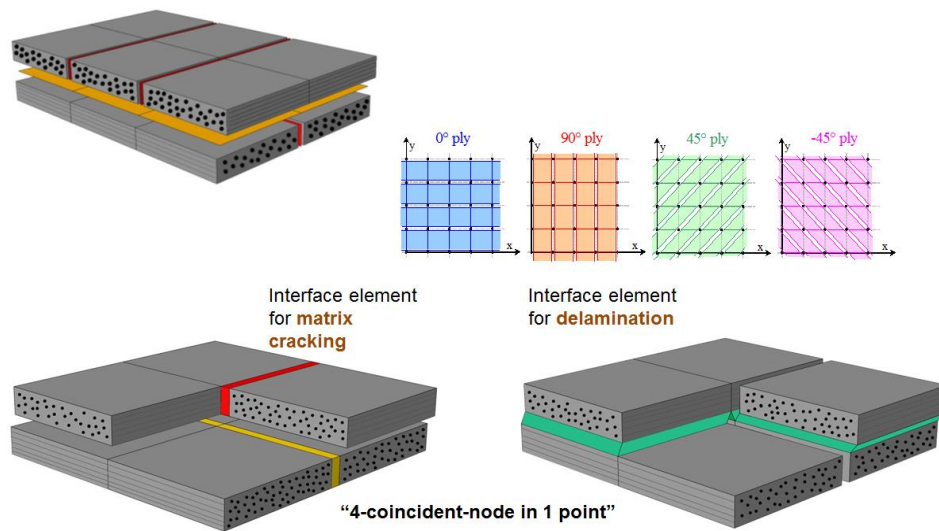 0° ply
90° ply
45° ply
-45° ply
y
y
y
y
x
x
x
x
Interface element
for matrix
cracking
Interface element
for delamination
“4-coincident-node in 1 point”